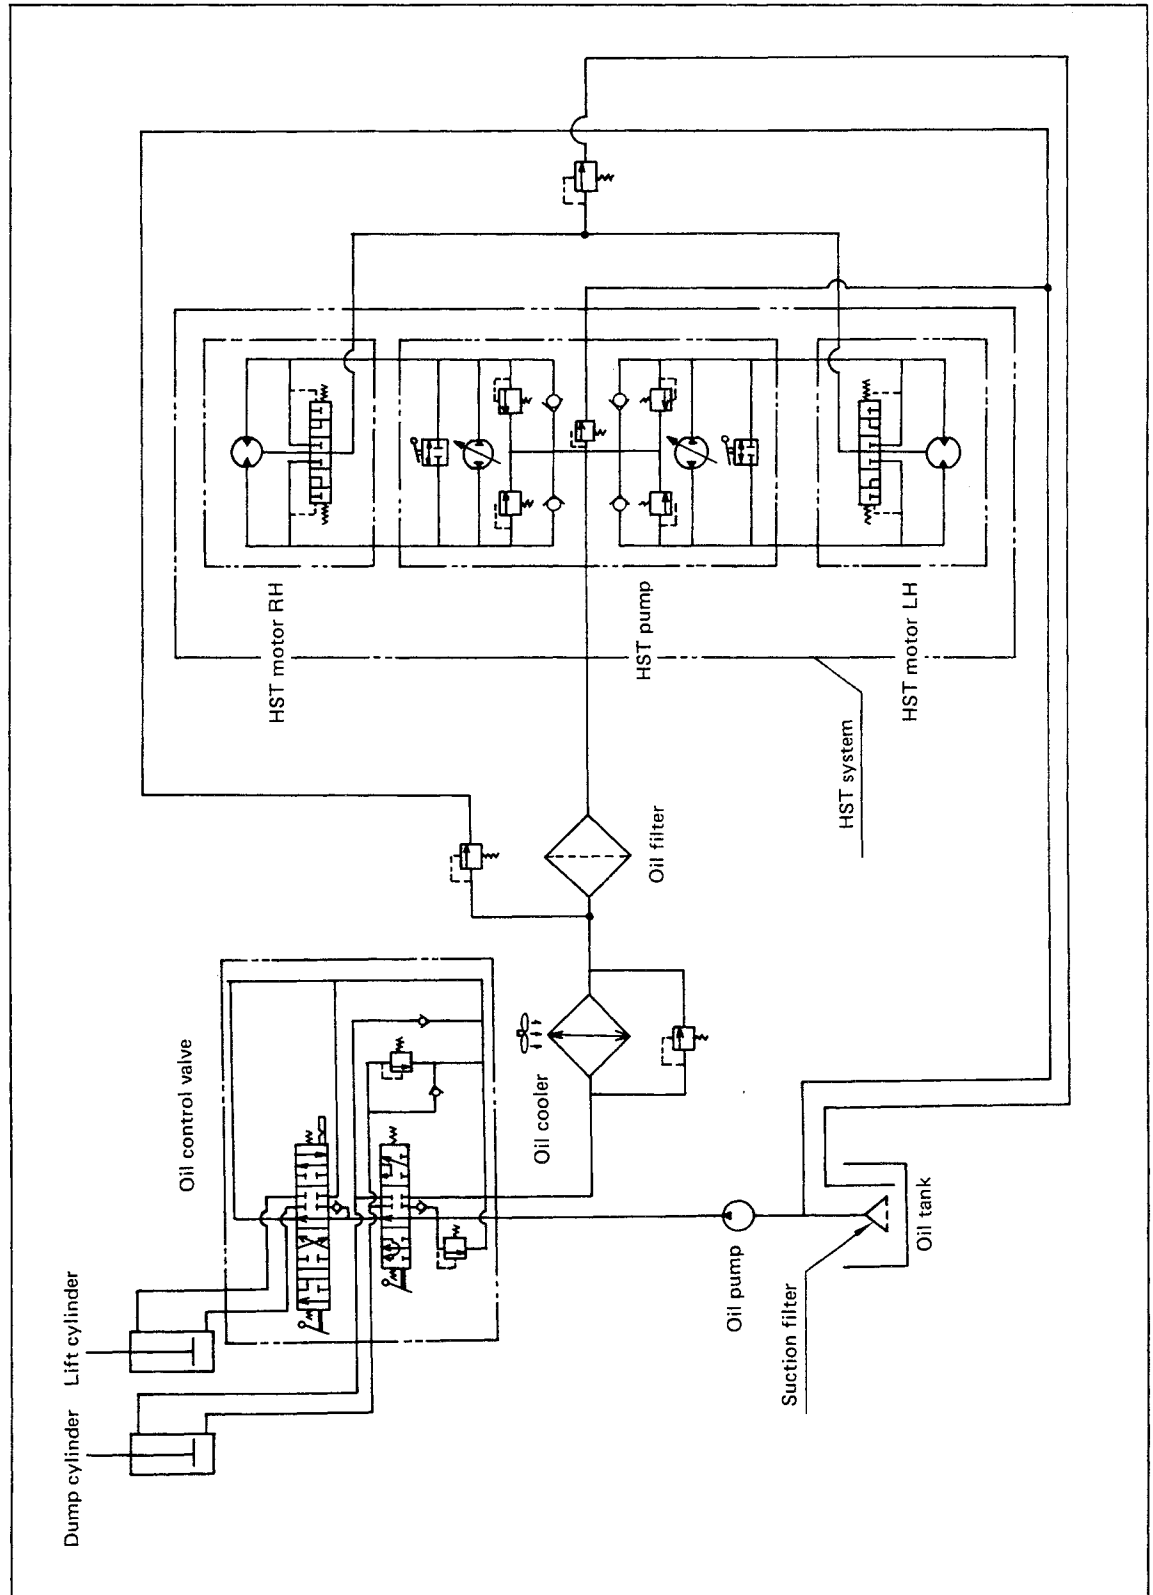 Dump cylinder
Lift cylinder
Oil control valve
Oil cooler
Oil filter
Oil pump
Suction filter
Oil tank
HST motor RH
HST pump
HST motor LH
HST system